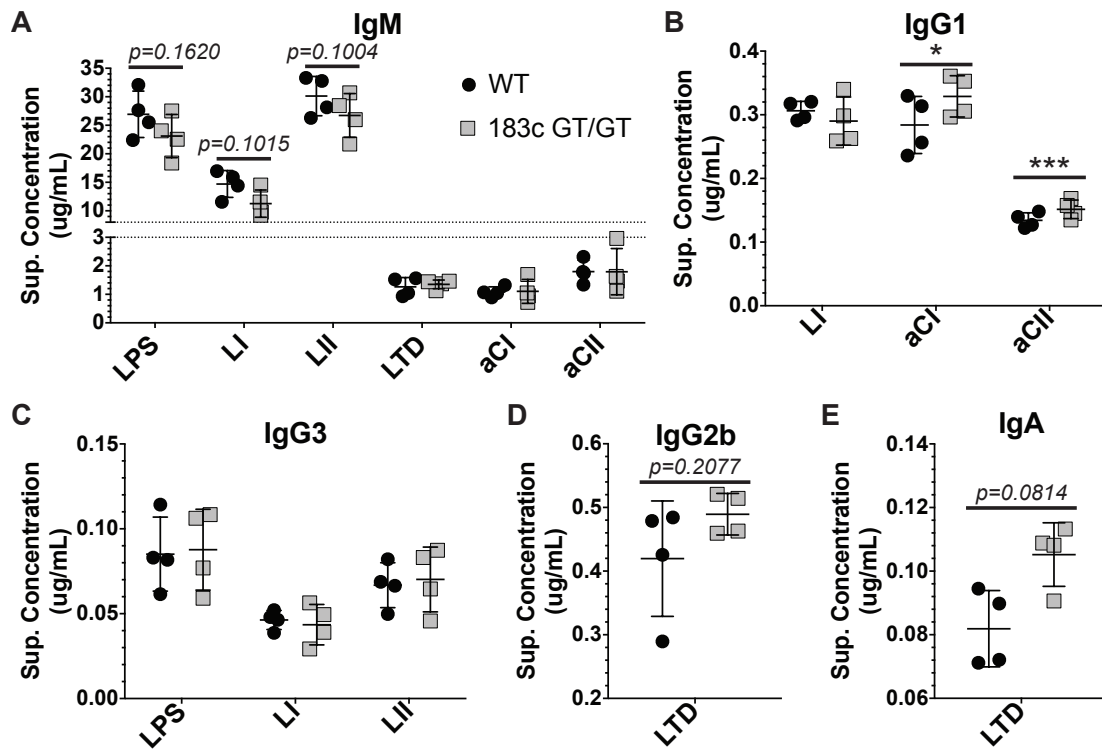 A
IgM
p=0.1620
p=0.1004
p=0.1015
WT
183c GT/GT
Sup. Concentration
(ug/mL)
35
30
25
20
15
10
3
2
1
0
LPS
LI
LII
LTD
aCI
aCII
B
IgG1
*
***
Sup. Concentration
(ug/mL)
0.4
0.3
0.2
0.1
0.0
LI
aCI
aCII
C
IgG3
Sup. Concentration
(ug/mL)
0.15
0.10
0.05
0.00
LPS
LI
LII
D
IgG2b
p=0.2077
Sup. Concentration
(ug/mL)
0.6
0.5
0.4
0.3
0.2
LTD
E
IgA
p=0.0814
Sup. Concentration
(ug/mL)
0.14
0.12
0.10
0.08
0.06
LTD